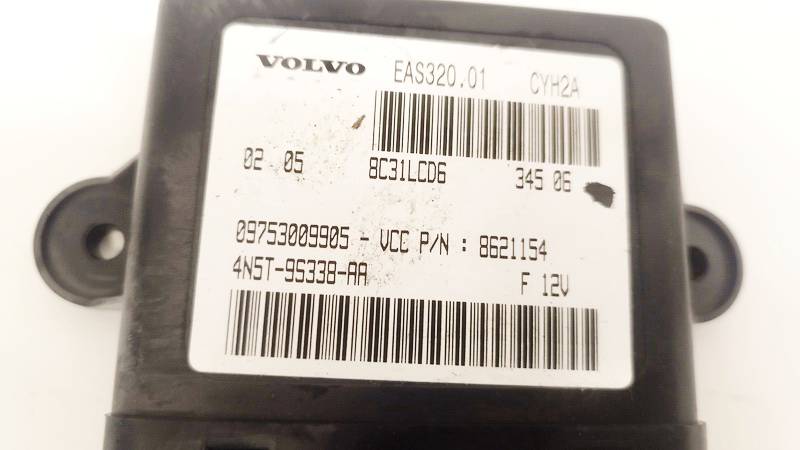 VOLVO EAS320.01 CYH2A
02 05 8C31LCD6 345 06
09753009905 - VCC P/N : 8621154
4N5T-9S338-AA F 12V